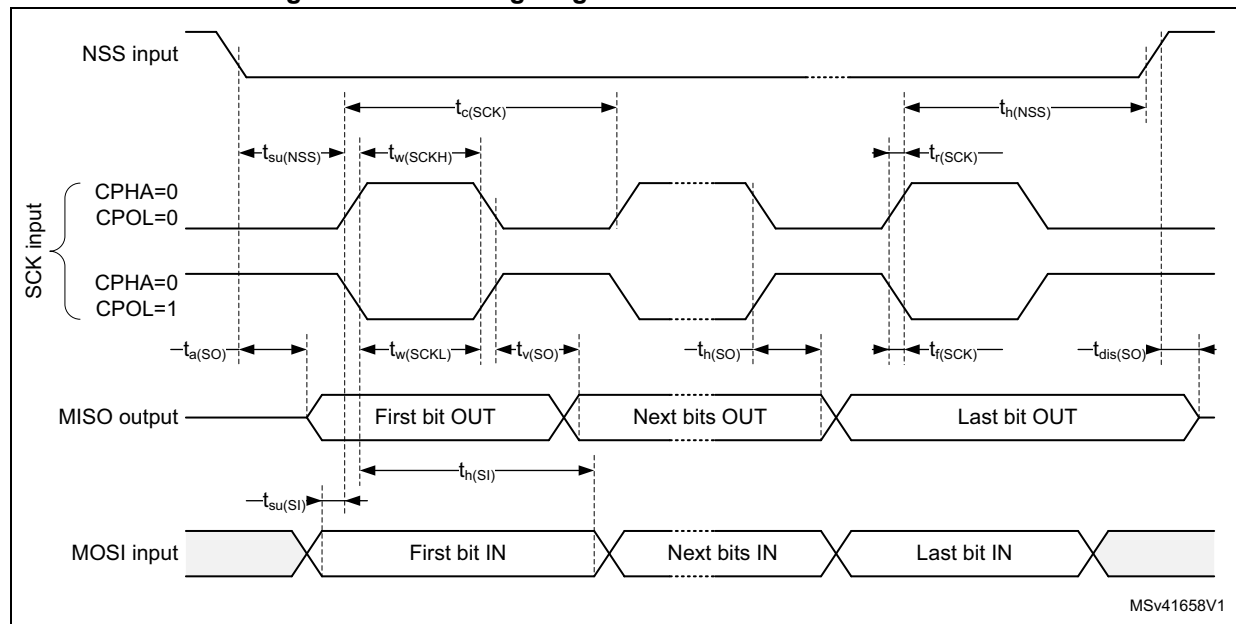 NSS input
tc(SCK)
th(NSS)
tsu(NSS)
tw(SCKH)
tr(SCK)
SCK input
CPHA=0
CPOL=0
CPHA=0
CPOL=1
ta(SO)
tw(SCKL)
tv(SO)
th(SO)
tf(SCK)
tdis(SO)
MISO output
First bit OUT
Next bits OUT
Last bit OUT
th(SI)
tsu(SI)
MOSI input
First bit IN
Next bits IN
Last bit IN
MSv41658V1